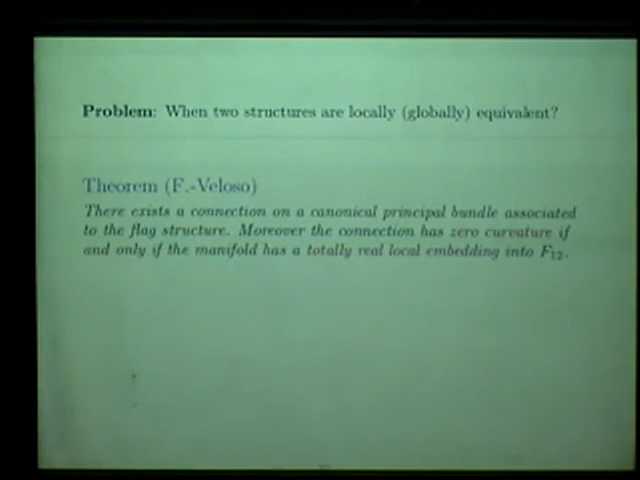 Problem: When two structures are locally (globally) equivalent?
Theorem (F.-Veloso)
There exists a connection on a canonical principal bundle associated
to the flag structure. Moreover the connection has zero curvature if
and only if the manifold has a totally real local embedding into F₁₂.